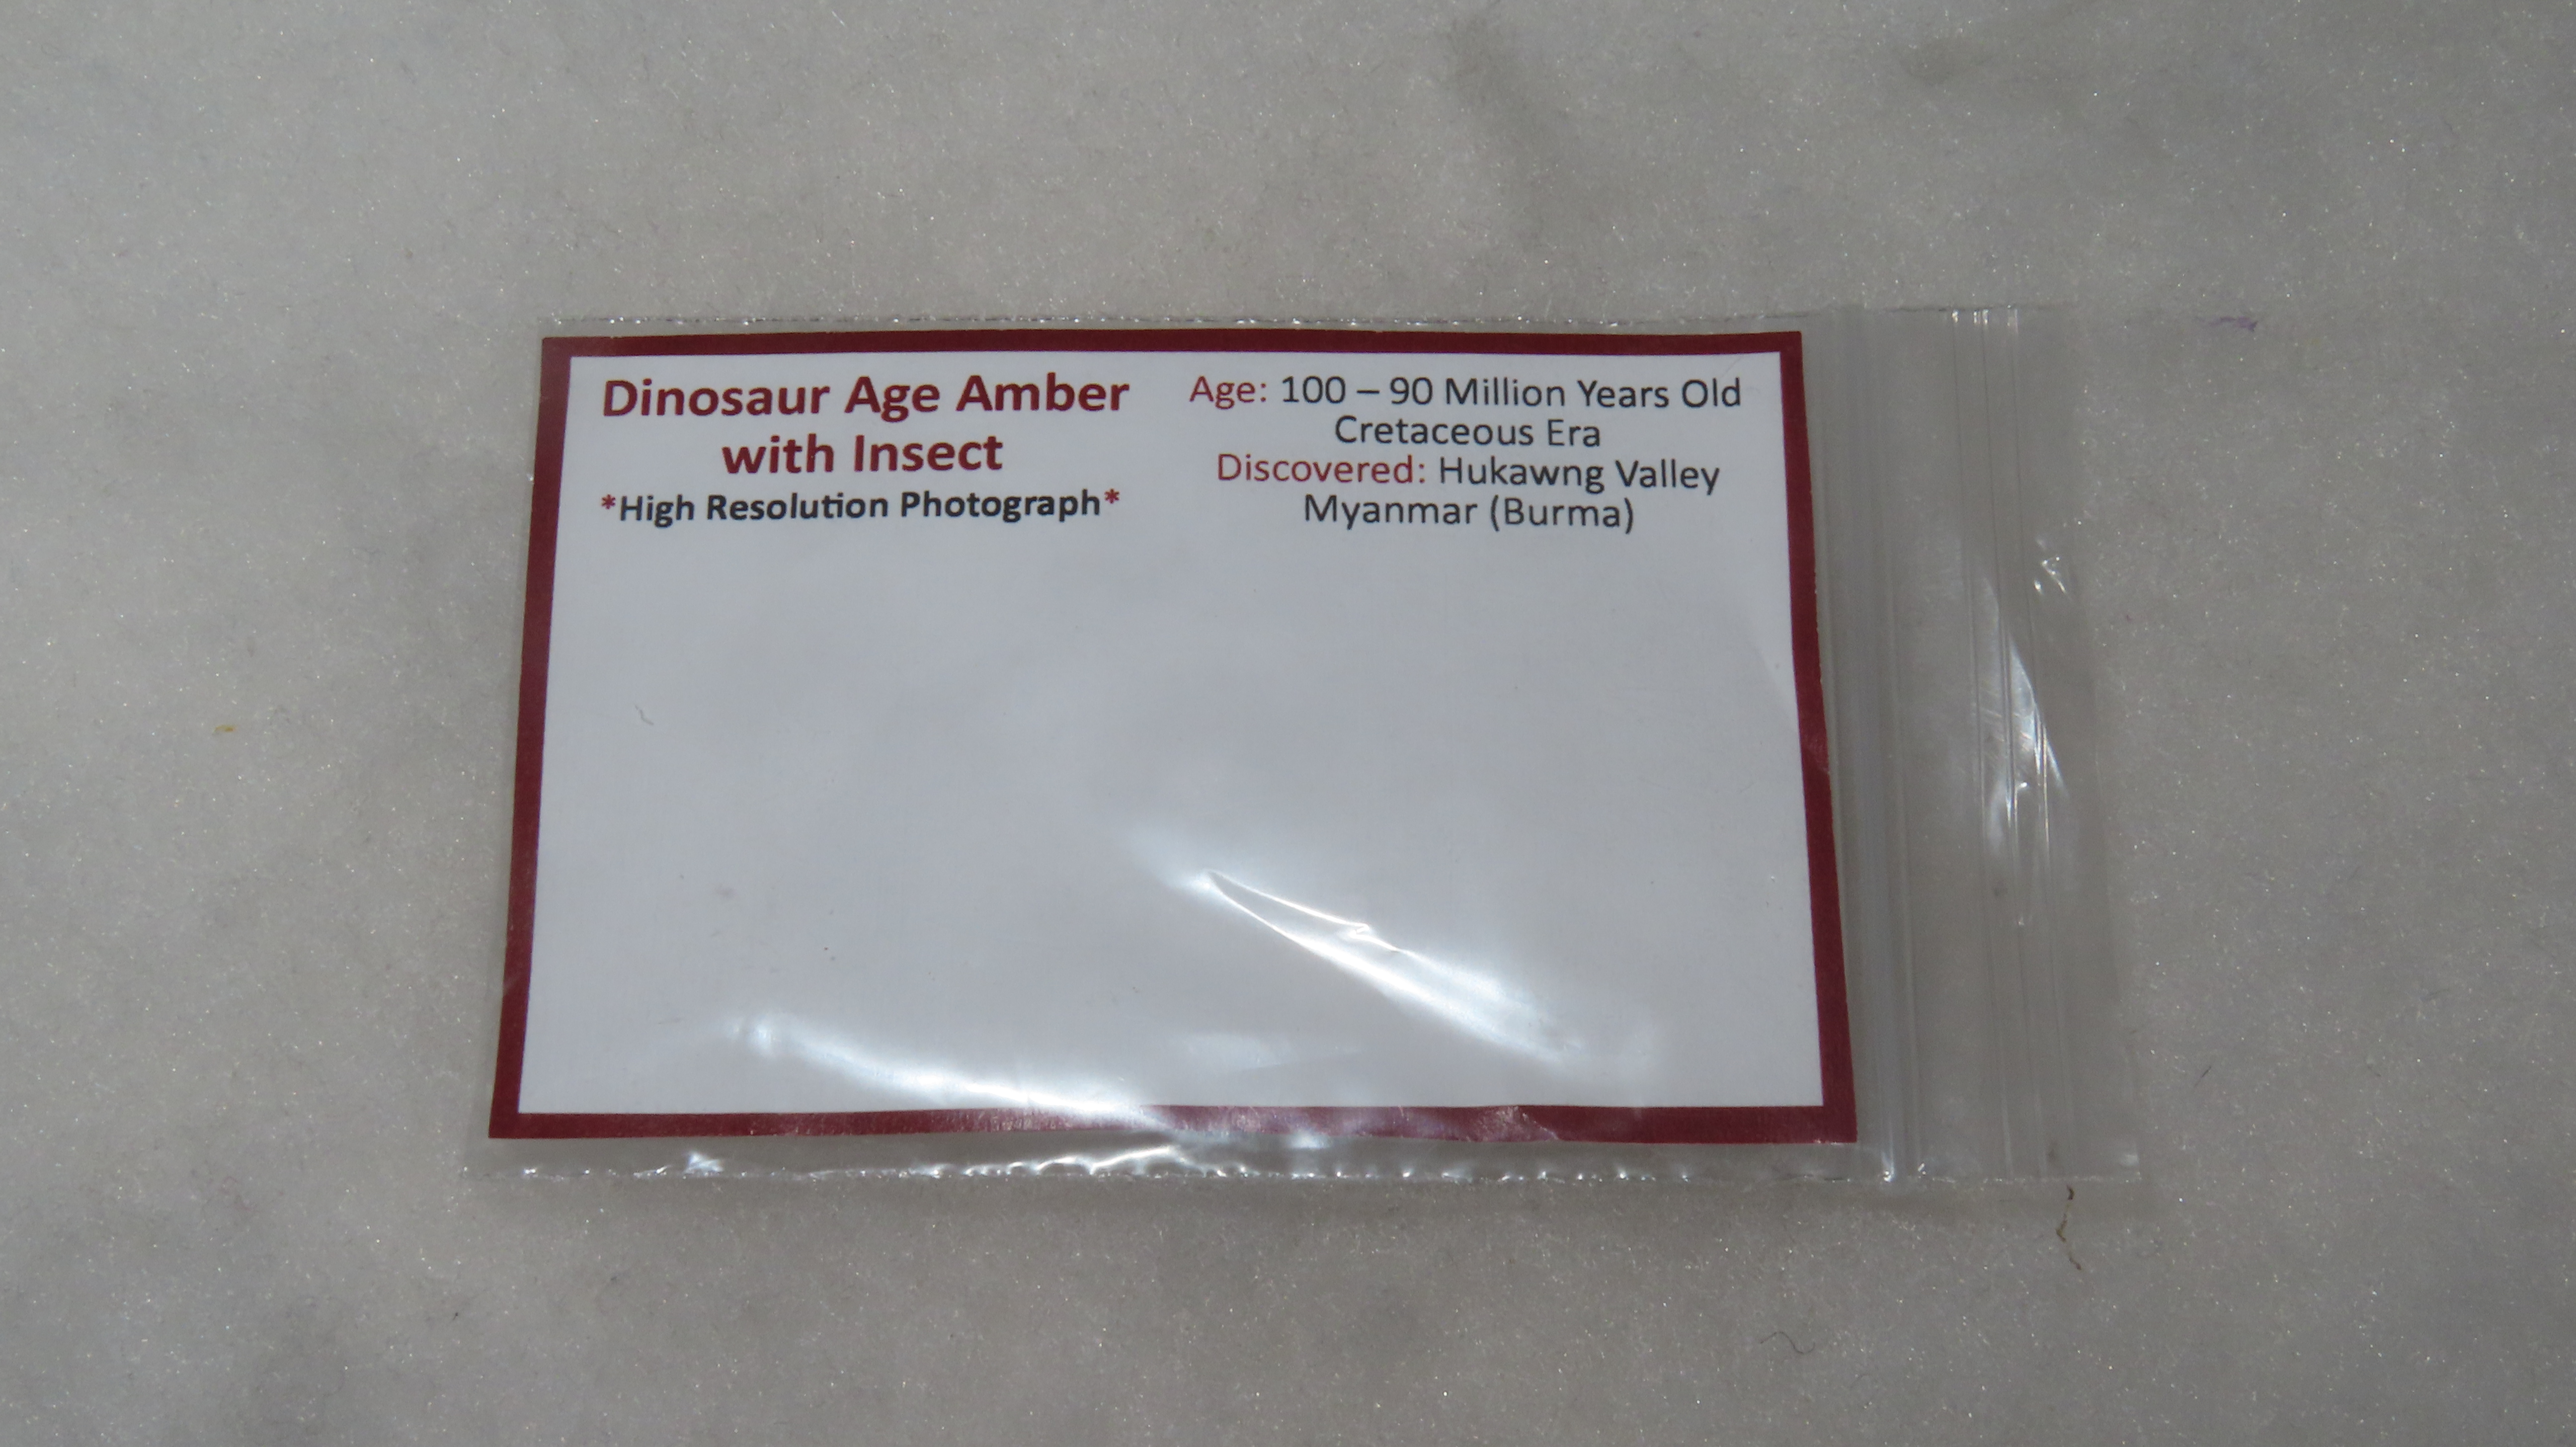 Dinosaur Age Amber
with Insect
*High Resolution Photograph*
Age: 100 – 90 Million Years Old
Cretaceous Era
Discovered: Hukawng Valley
Myanmar (Burma)